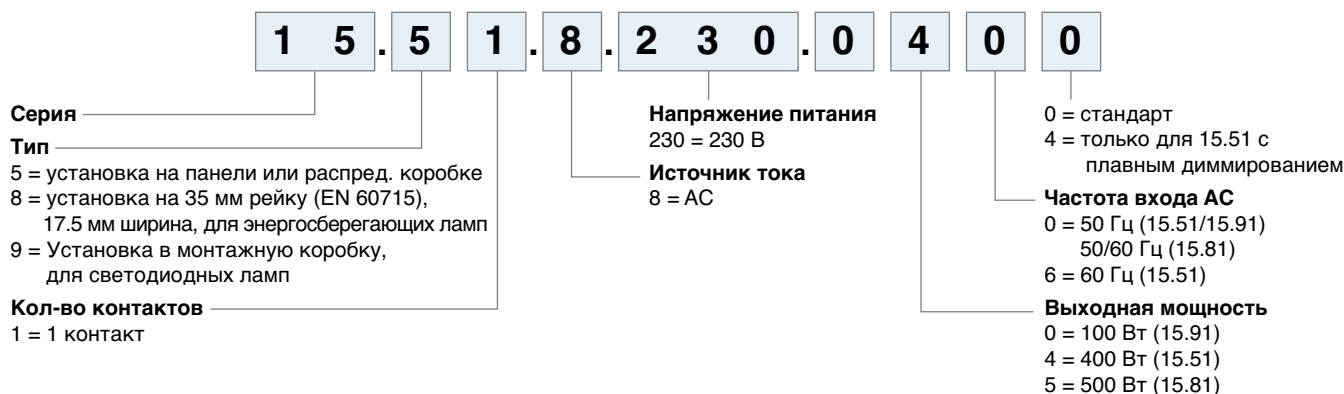 1 5 . 5 1 . 8 . 2 3 0 . 0 4 0 0
Серия
Тип
5 = установка на панели или распред. коробке
8 = установка на 35 мм рейку (EN 60715),
17.5 мм ширина, для энергосберегающих ламп
9 = Установка в монтажную коробку,
для светодиодных ламп
Кол-во контактов
1 = 1 контакт
Напряжение питания
230 = 230 В
Источник тока
8 = AC
0 = стандарт
4 = только для 15.51 с
плавным диммированием
Частота входа AC
0 = 50 Гц (15.51/15.91)
50/60 Гц (15.81)
6 = 60 Гц (15.51)
Выходная мощность
0 = 100 Вт (15.91)
4 = 400 Вт (15.51)
5 = 500 Вт (15.81)